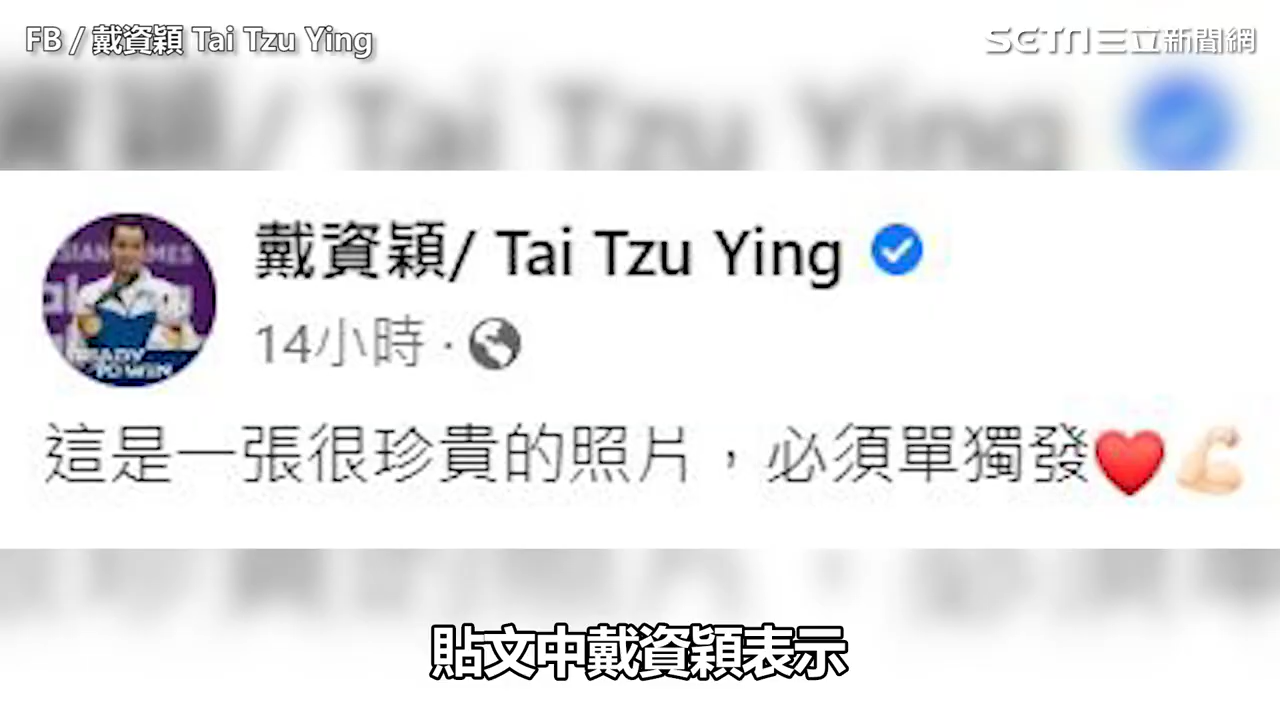 FB / 戴資穎 Tai Tzu Ying
SETN三立新聞網
戴資穎/ Tai Tzu Ying
14小時 ·
這是一張很珍貴的照片，必須單獨發❤️💪🏻
貼文中戴資穎表示